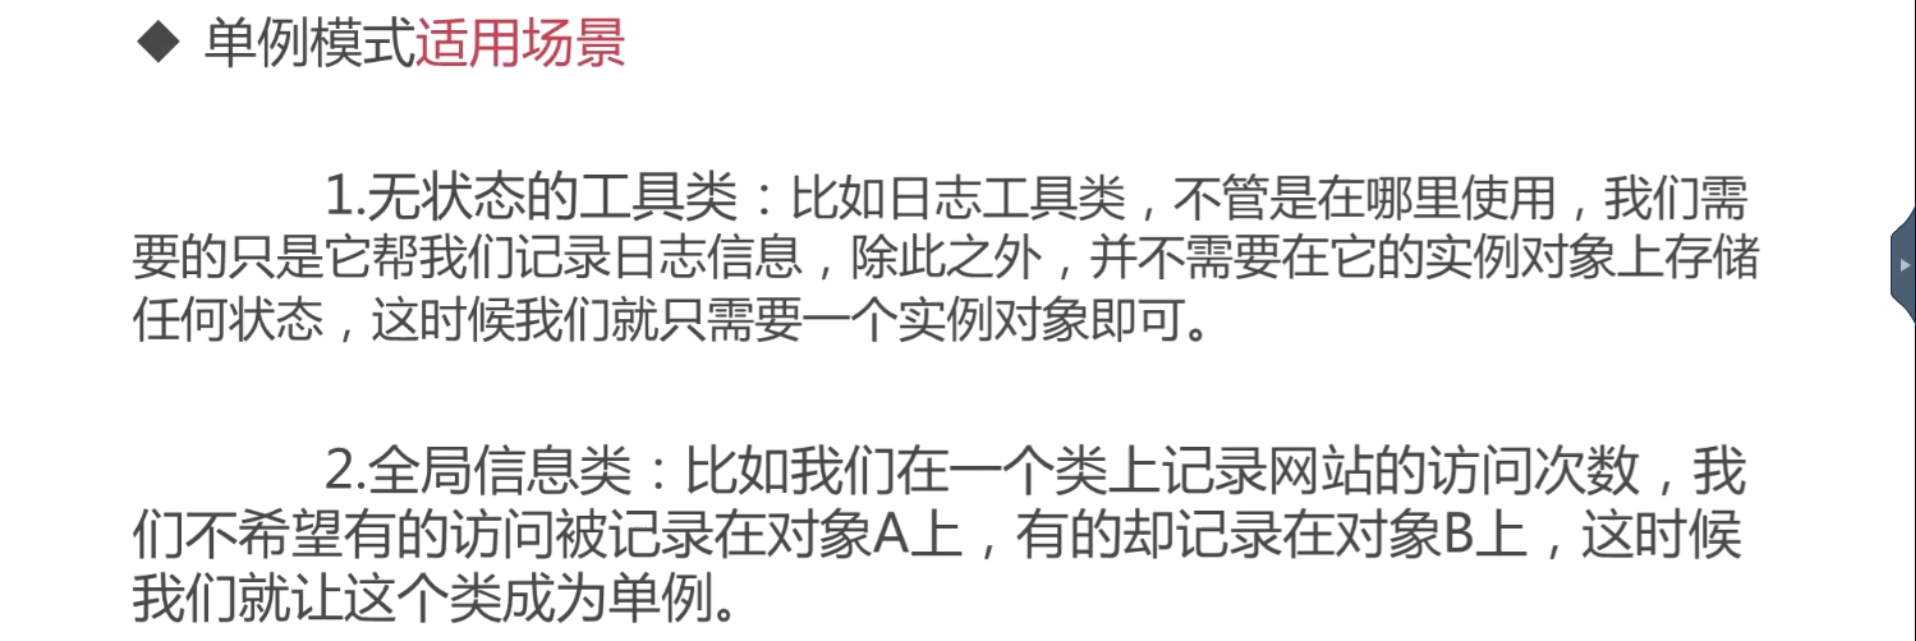 ◆ 单例模式适用场景
1.无状态的工具类：比如日志工具类，不管是在哪里使用，我们需
要的只是它帮我们记录日志信息，除此之外，并不需要在它的实例对象上存储
任何状态，这时候我们就只需要一个实例对象即可。
2.全局信息类：比如我们在一个类上记录网站的访问次数，我
们不希望有的访问被记录在对象A上，有的却记录在对象B上，这时候
我们就让这个类成为单例。